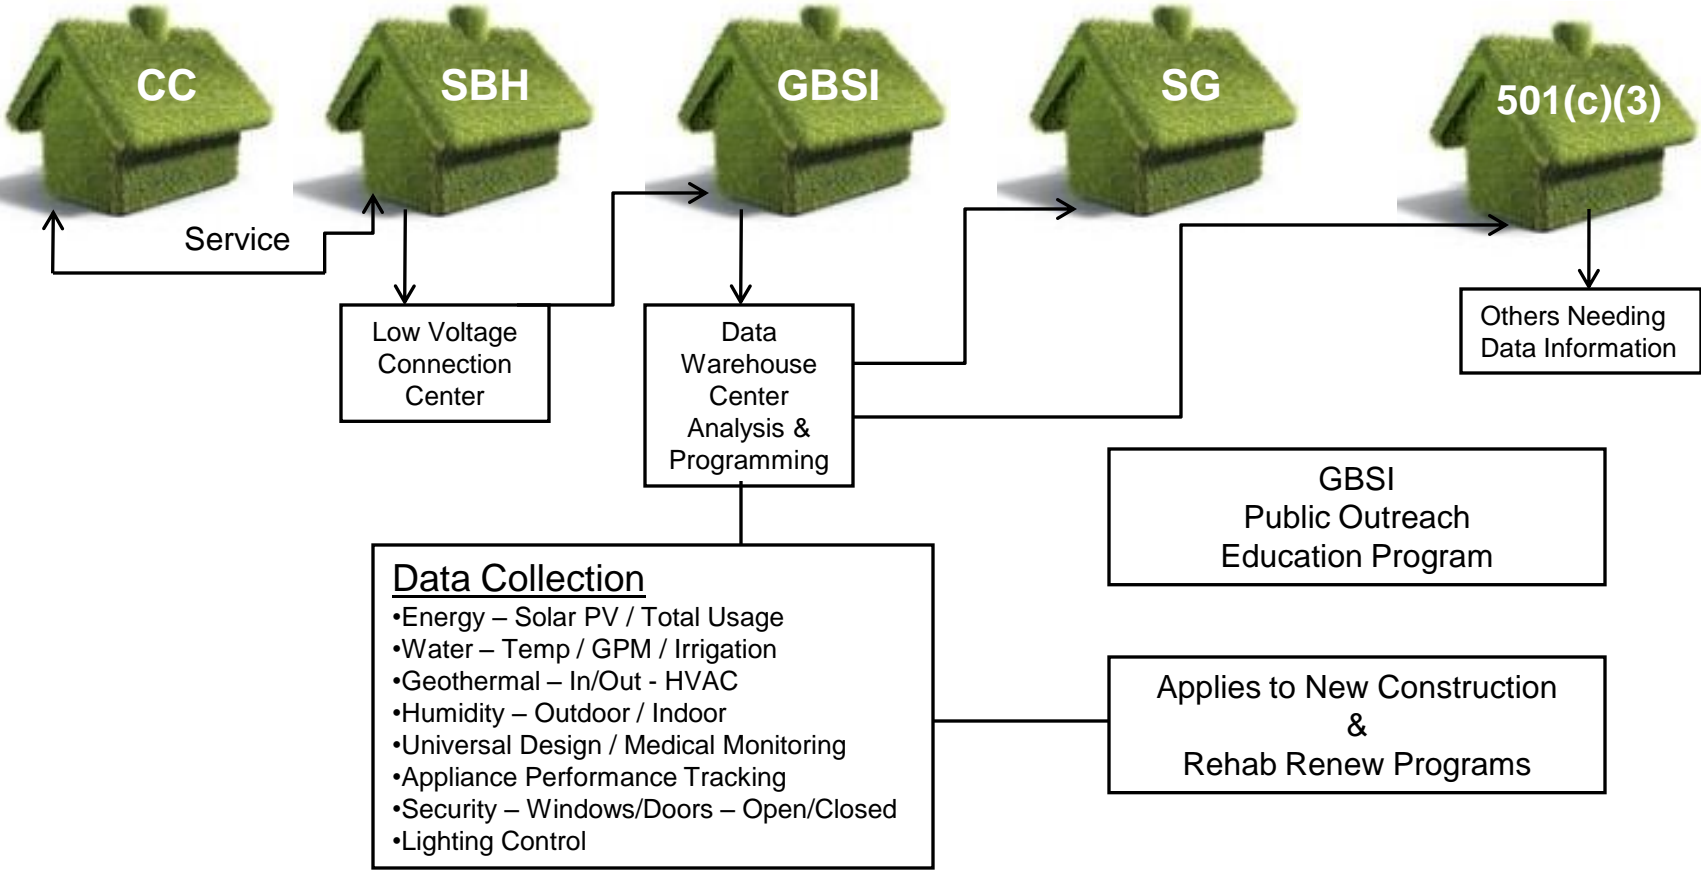 CC
SBH
GBSI
SG
501(c)(3)
Service
Low Voltage
Connection
Center
Data
Warehouse
Center
Analysis &
Programming
Others Needing
Data Information
GBSI
Public Outreach
Education Program
Data Collection
•Energy – Solar PV / Total Usage
•Water – Temp / GPM / Irrigation
•Geothermal – In/Out - HVAC
•Humidity – Outdoor / Indoor
•Universal Design / Medical Monitoring
•Appliance Performance Tracking
•Security – Windows/Doors – Open/Closed
•Lighting Control
Applies to New Construction
&
Rehab Renew Programs